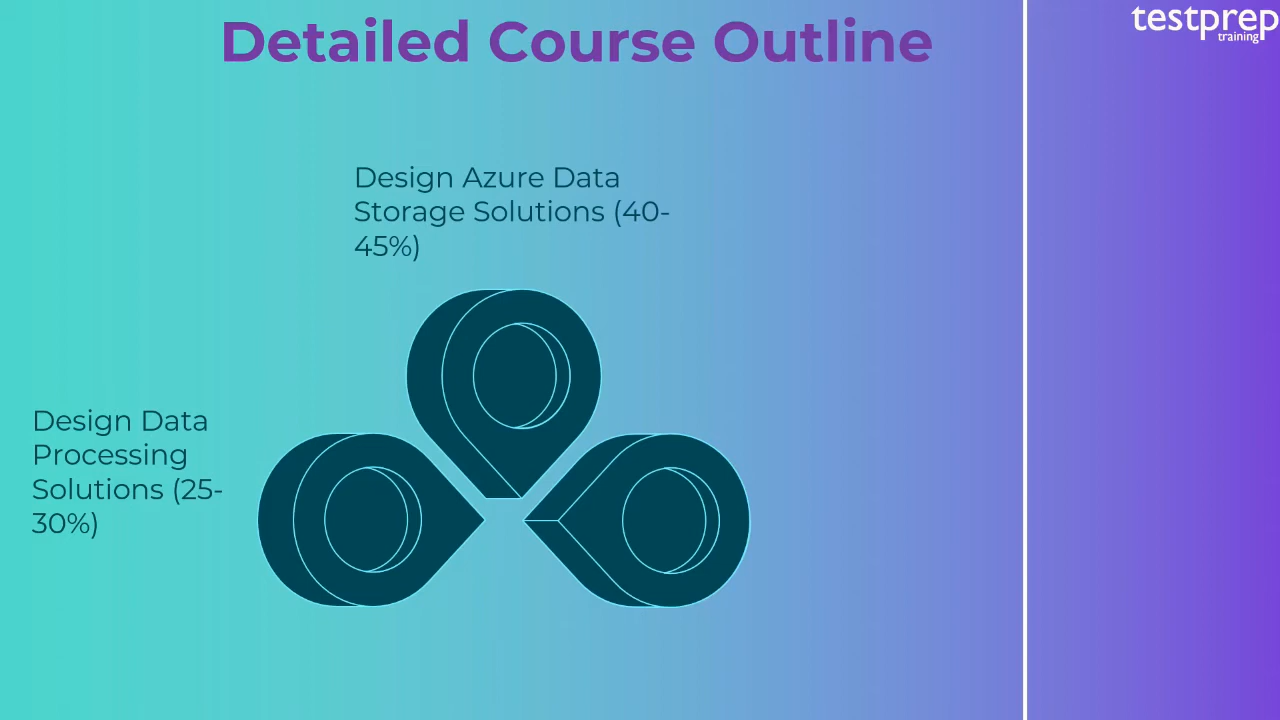 Detailed Course Outline
testprep
training
Design Azure Data
Storage Solutions (40-
45%)
Design Data
Processing
Solutions (25-
30%)